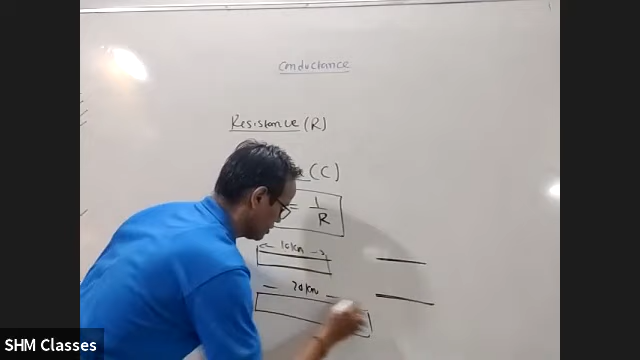 Conductance
Resistance (R)
(C)
= 1/R
10km
20km
SHM Classes